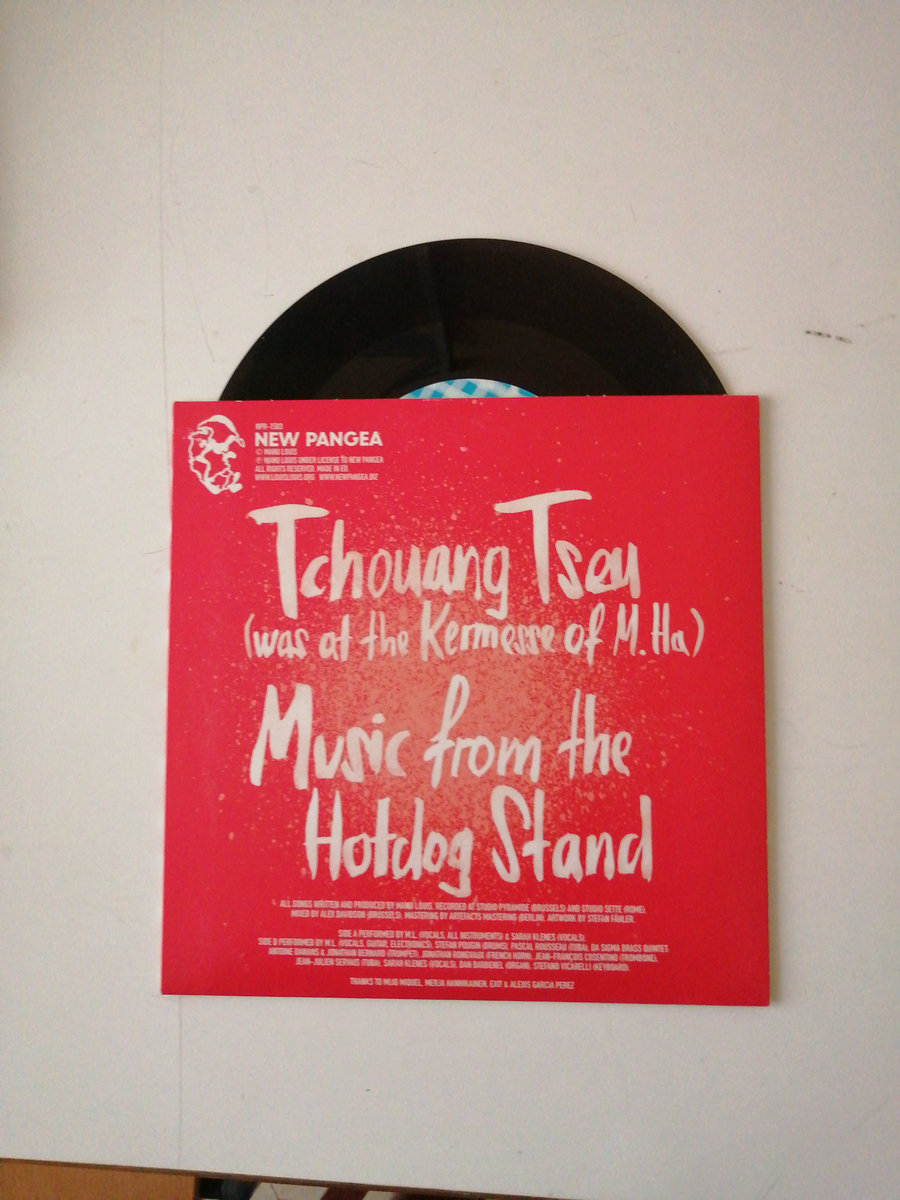 NPR-1503
NEW PANGEA
© MANU LOUIS
℗ MANU LOUIS UNDER LICENSE TO NEW PANGEA
ALL RIGHTS RESERVED. MADE IN EU.
WWW.LOUISLOUIS.ORG WWW.NEWPANGEA.BIZ
Tchouang Tseu
(was at the Kermesse of M. Ha)
Music from the
Hotdog Stand
ALL SONGS WRITTEN AND PRODUCED BY MANU LOUIS. RECORDED AT STUDIO PYRAMIDE (BRUSSELS) AND STUDIO SETTE (ROME).
MIXED BY ALEX DAVIDSON (BRUSSELS). MASTERING BY ARTEFACTS MASTERING (BERLIN). ARTWORK BY STEFAN FÄHLER.
SIDE A PERFORMED BY M.L. (VOCALS, ALL INSTRUMENTS) & SARAH KLENES (VOCALS).
SIDE B PERFORMED BY M.L. (VOCALS, GUITAR, ELECTRONICS), STEFAN POUGIN (DRUMS), PASCAL ROUSSEAU (TUBA), DA SIGMA BRASS QUINTET:
ANTOINE DAWANS & JONATHAN BERNARD (TRUMPET), JONATHAN RONGVAUX (FRENCH HORN), JEAN-FRANÇOIS COSENTINO (TROMBONE),
JEAN-JULIEN SERVAIS (TUBA), SARAH KLENES (VOCALS), DAN BARBENEL (ORGAN), STEFANO VICARELLI (KEYBOARD).
THANKS TO MIJO MIQUEL, MERJA HANNIKAINEN, EXIT & ALEXIS GARCIA PEREZ